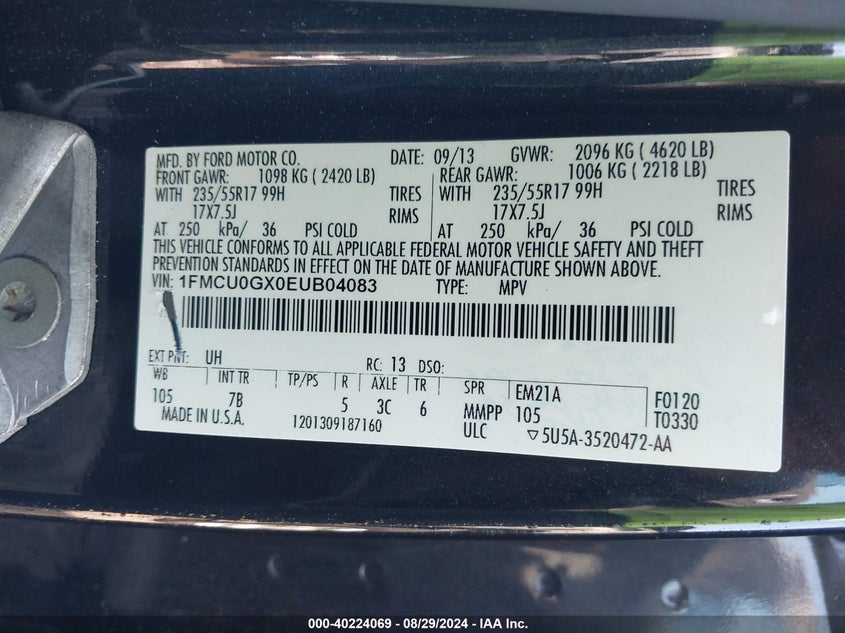 MFD. BY FORD MOTOR CO. DATE: 09/13 GVWR: 2096 KG ( 4620 LB)
FRONT GAWR: 1098 KG ( 2420 LB) REAR GAWR: 1006 KG ( 2218 LB)
WITH 235/55R17 99H TIRES WITH 235/55R17 99H TIRES
17X7.5J RIMS 17X7.5J RIMS
AT 250 kPa/ 36 PSI COLD AT 250 kPa/ 36 PSI COLD
THIS VEHICLE CONFORMS TO ALL APPLICABLE FEDERAL MOTOR VEHICLE SAFETY AND THEFT
PREVENTION STANDARDS IN EFFECT ON THE DATE OF MANUFACTURE SHOWN ABOVE.
VIN: 1FMCU0GX0EUB04083 TYPE: MPV
EXT PNT: UH RC: 13 DSO:
WB INT TR TP/PS R AXLE TR SPR EM21A F0120
105 7B 5 3C 6 MMPP 105 T0330
MADE IN U.S.A. 1201309187160 ULC ▽5U5A-3520472-AA
000-40224069 - 08/29/2024 - IAA Inc.